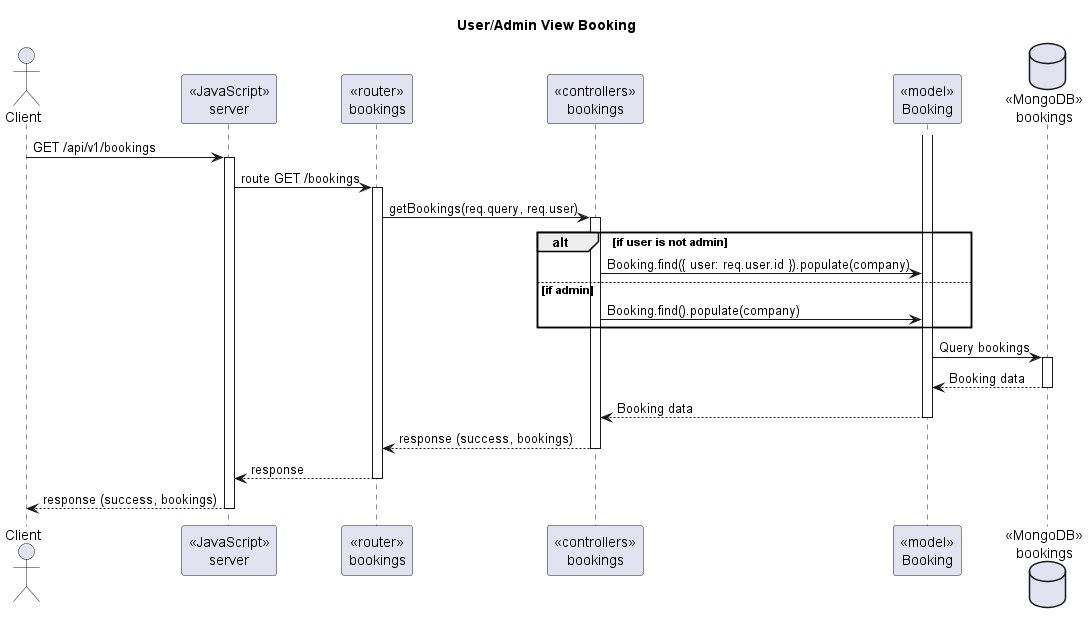 User/Admin View Booking
Client
«JavaScript»
server
«router»
bookings
«controllers»
bookings
«model»
Booking
«MongoDB»
bookings
GET /api/v1/bookings
route GET /bookings
getBookings(req.query, req.user)
alt
[if user is not admin]
Booking.find({ user: req.user.id }).populate(company)
[if admin]
Booking.find().populate(company)
Query bookings
Booking data
Booking data
response (success, bookings)
response
response (success, bookings)
Client
«JavaScript»
server
«router»
bookings
«controllers»
bookings
«model»
Booking
«MongoDB»
bookings